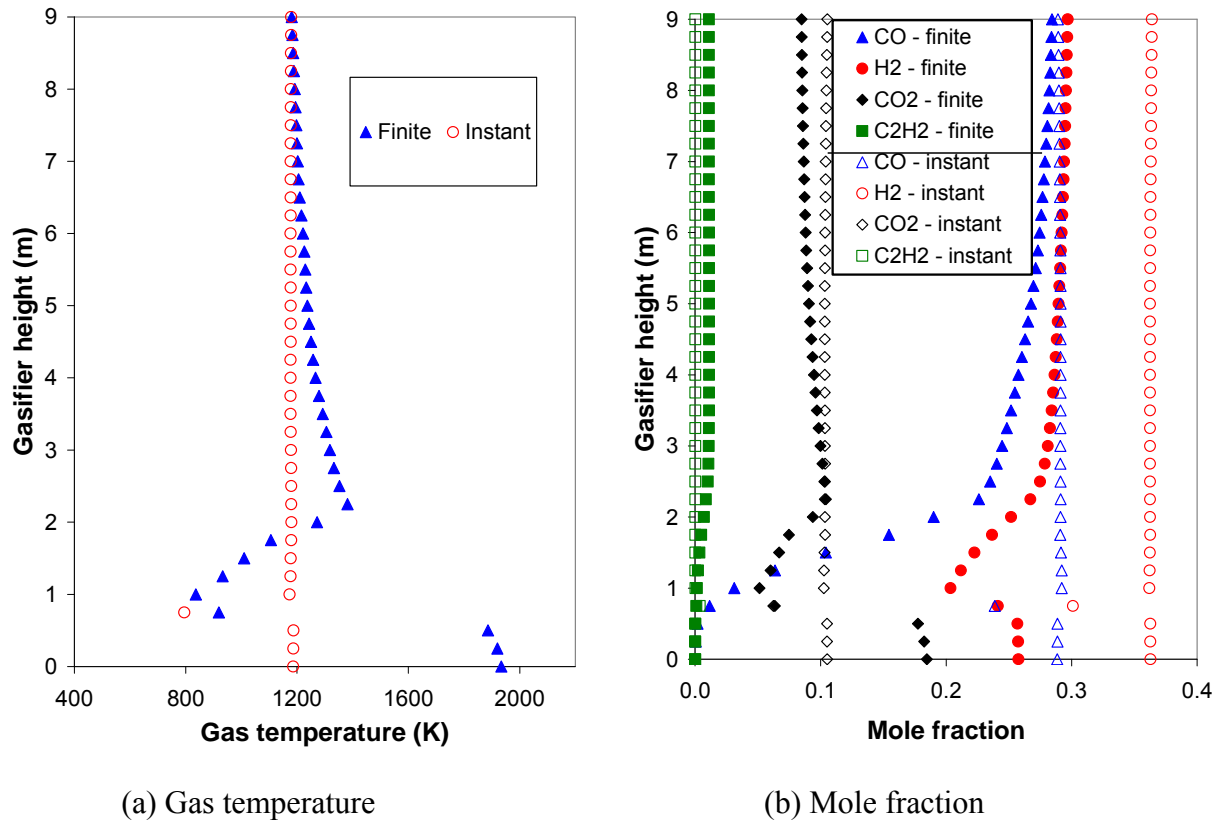 9
8
7
6
5
4
3
2
1
0
Gasifier height (m)
Finite
Instant
400
800
1200
1600
2000
Gas temperature (K)
(a) Gas temperature
9
8
7
6
5
4
3
2
1
0
Gasifier height (m)
CO - finite
H2 - finite
CO2 - finite
C2H2 - finite
CO - instant
H2 - instant
CO2 - instant
C2H2 - instant
0.0
0.1
0.2
0.3
0.4
Mole fraction
(b) Mole fraction